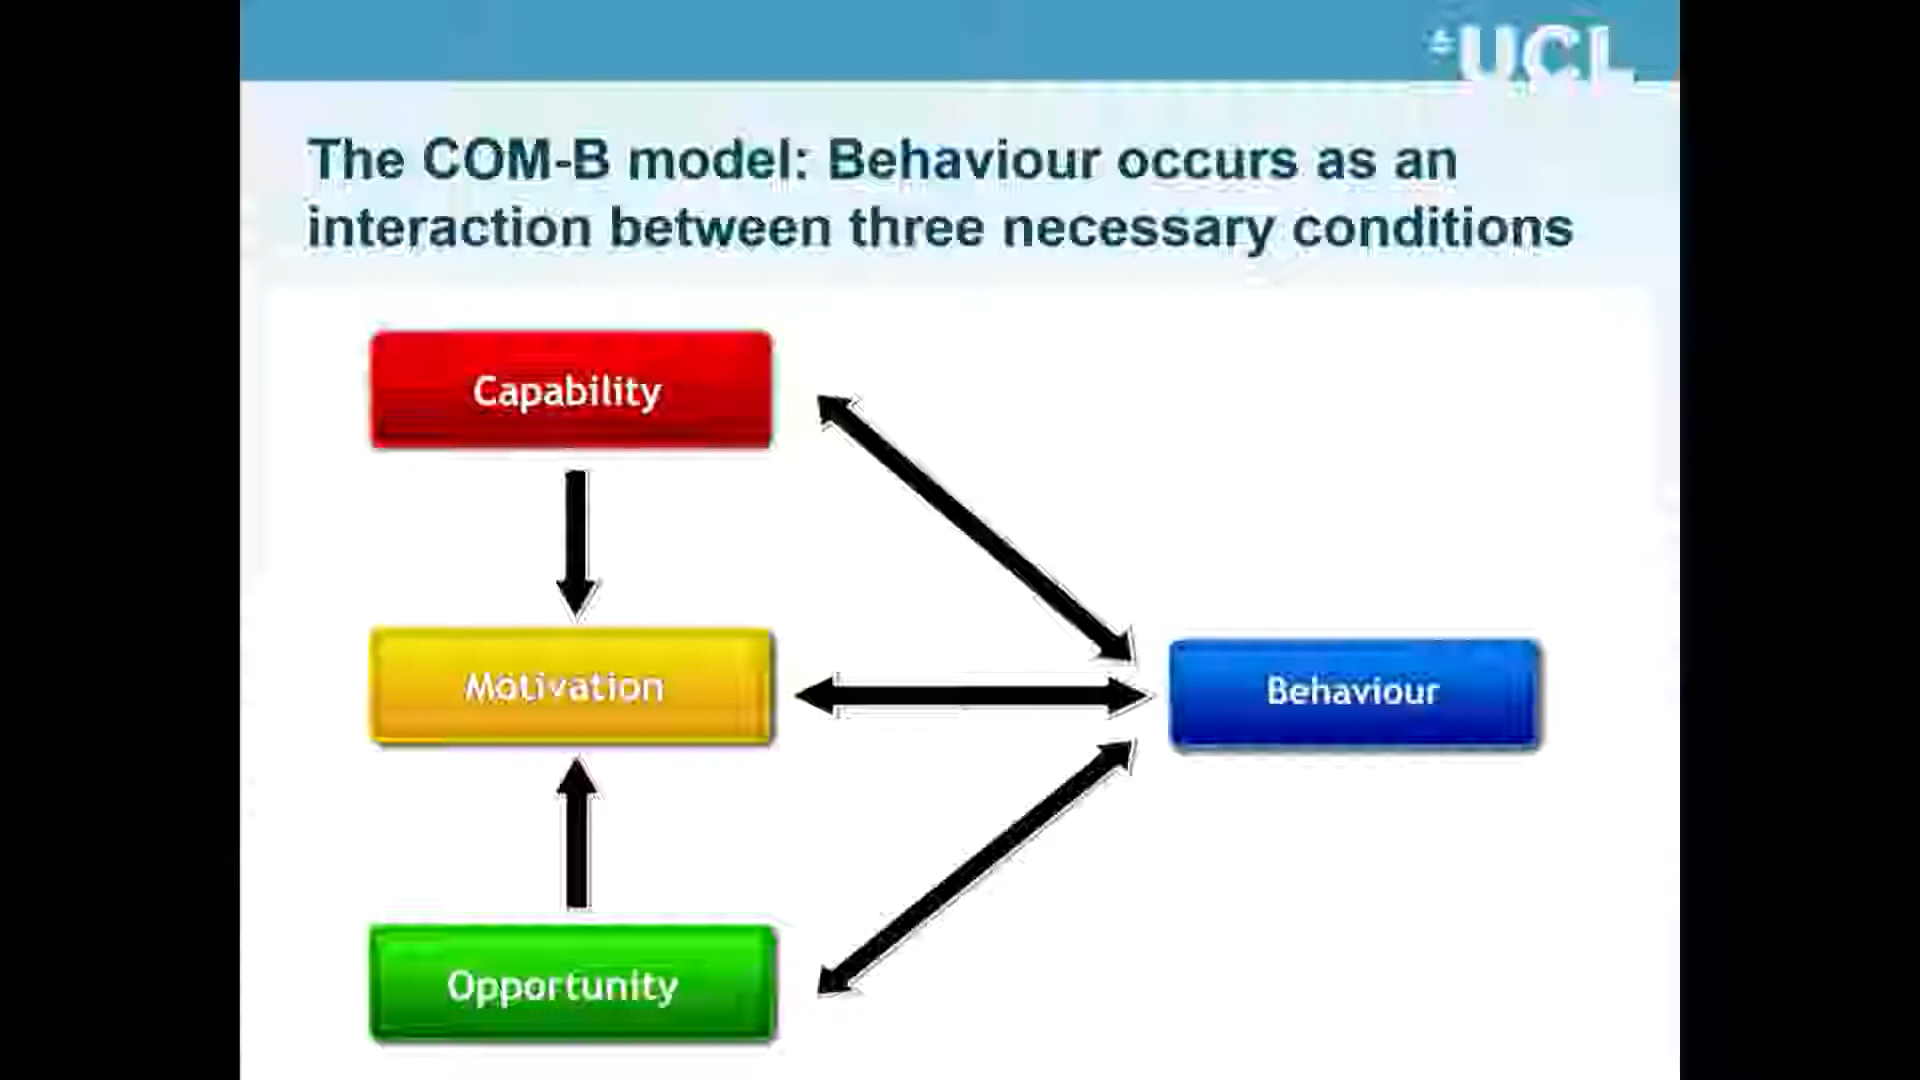 UCL
The COM-B model: Behaviour occurs as an
interaction between three necessary conditions
Capability
Motivation
Behaviour
Opportunity